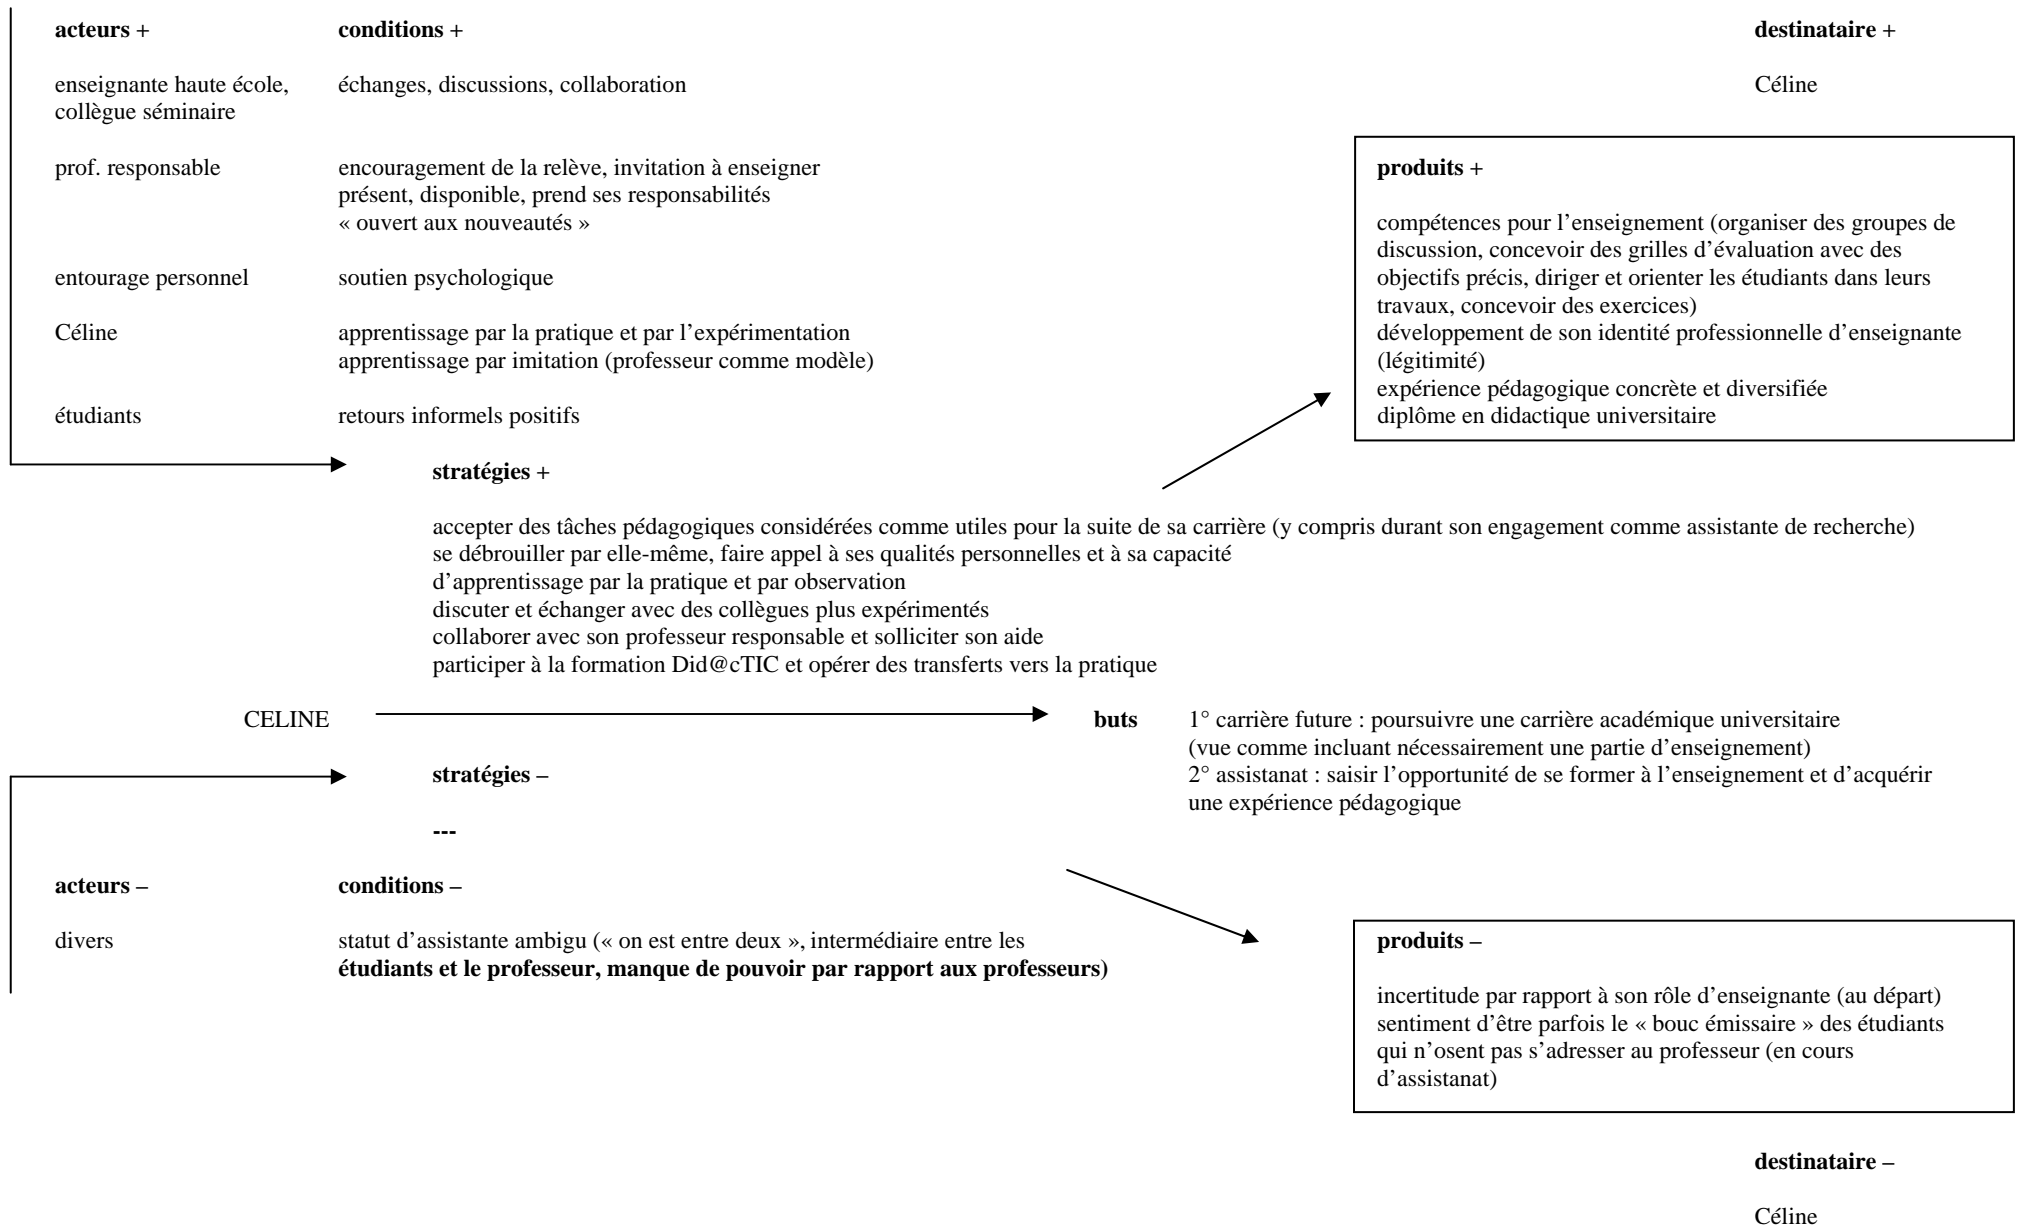 acteurs +
conditions +
destinataire +
enseignante haute école,
collègue séminaire
échanges, discussions, collaboration
Céline
prof. responsable
encouragement de la relève, invitation à enseigner
présent, disponible, prend ses responsabilités
« ouvert aux nouveautés »
entourage personnel
soutien psychologique
Céline
apprentissage par la pratique et par l’expérimentation
apprentissage par imitation (professeur comme modèle)
étudiants
retours informels positifs
produits +
compétences pour l’enseignement (organiser des groupes de
discussion, concevoir des grilles d’évaluation avec des
objectifs précis, diriger et orienter les étudiants dans leurs
travaux, concevoir des exercices)
développement de son identité professionnelle d’enseignante
(légitimité)
expérience pédagogique concrète et diversifiée
diplôme en didactique universitaire
stratégies +
accepter des tâches pédagogiques considérées comme utiles pour la suite de sa carrière (y compris durant son engagement comme assistante de recherche)
se débrouiller par elle-même, faire appel à ses qualités personnelles et à sa capacité
d’apprentissage par la pratique et par observation
discuter et échanger avec des collègues plus expérimentés
collaborer avec son professeur responsable et solliciter son aide
participer à la formation Did@cTIC et opérer des transferts vers la pratique
CELINE
buts
1° carrière future : poursuivre une carrière académique universitaire
(vue comme incluant nécessairement une partie d’enseignement)
2° assistanat : saisir l’opportunité de se former à l’enseignement et d’acquérir
une expérience pédagogique
stratégies –
---
acteurs –
conditions –
divers
statut d’assistante ambigu (« on est entre deux », intermédiaire entre les
étudiants et le professeur, manque de pouvoir par rapport aux professeurs)
produits –
incertitude par rapport à son rôle d’enseignante (au départ)
sentiment d’être parfois le « bouc émissaire » des étudiants
qui n’osent pas s’adresser au professeur (en cours
d’assistanat)
destinataire –
Céline